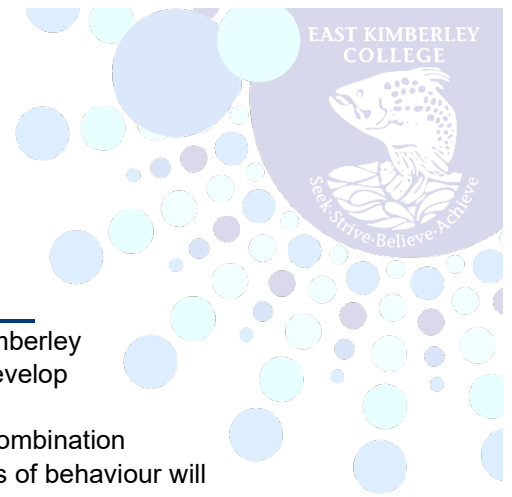 EAST KIMBERLEY
COLLEGE
Seek·Strive·Believe·Achieve
mberley
evelop
ombination
s of behaviour will